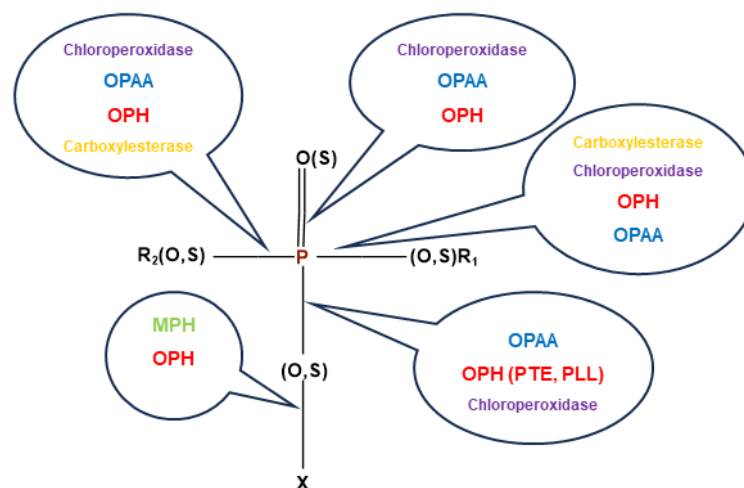 Chloroperoxidase
OPAA
OPH
Carboxylesterase
Chloroperoxidase
OPAA
OPH
Carboxylesterase
Chloroperoxidase
OPH
OPAA
O(S)
R₂(O,S)
P
(O,S)R₁
MPH
OPH
(O,S)
OPAA
OPH (PTE, PLL)
Chloroperoxidase
X